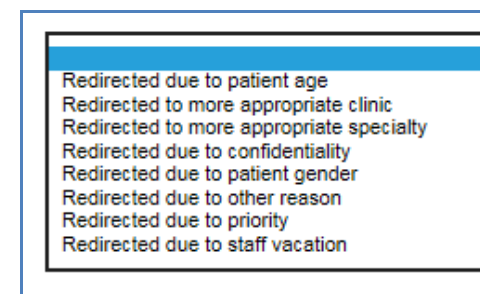 Redirected due to patient age
Redirected to more appropriate clinic
Redirected to more appropriate specialty
Redirected due to confidentiality
Redirected due to patient gender
Redirected due to other reason
Redirected due to priority
Redirected due to staff vacation